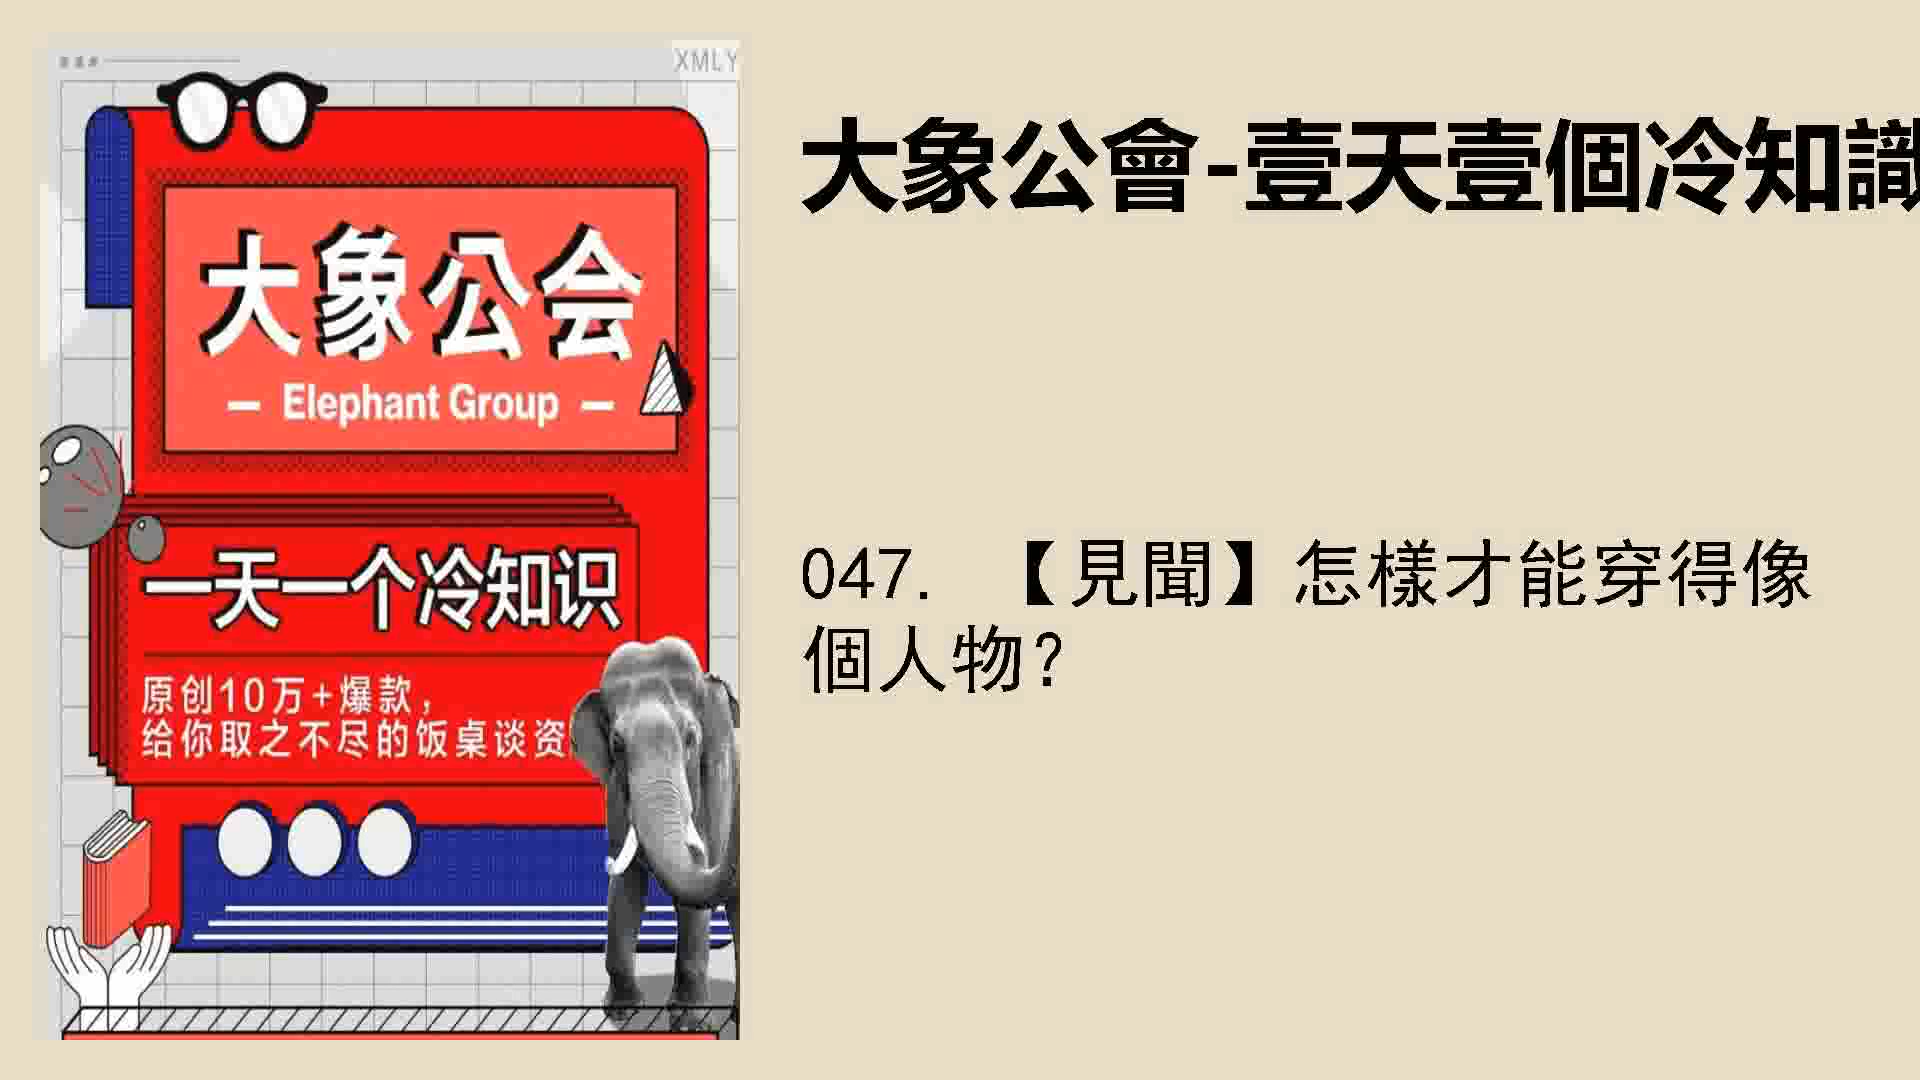 XMLY
大象公会
Elephant Group
一天一个冷知识
原创10万+爆款，
给你取之不尽的饭桌谈资
大象公會-壹天壹個冷知識
047. 【見聞】怎樣才能穿得像
個人物？